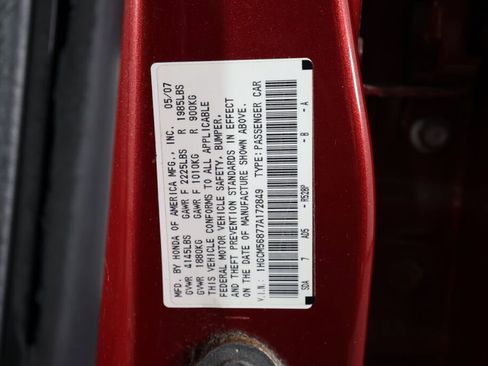 MFD. BY HONDA OF AMERICA MFG., INC. 05/07
GVWR 4145LBS GAWR F 2225LBS R 1985LBS
GVWR 1880KG GAWR F 1010KG R 900KG
THIS VEHICLE CONFORMS TO ALL APPLICABLE
FEDERAL MOTOR VEHICLE SAFETY, BUMPER,
AND THEFT PREVENTION STANDARDS IN EFFECT
ON THE DATE OF MANUFACTURE SHOWN ABOVE.
V.I.N.: 1HGCM56877A172849 TYPE:PASSENGER CAR
SDA 7 A05 - R528P - B - A